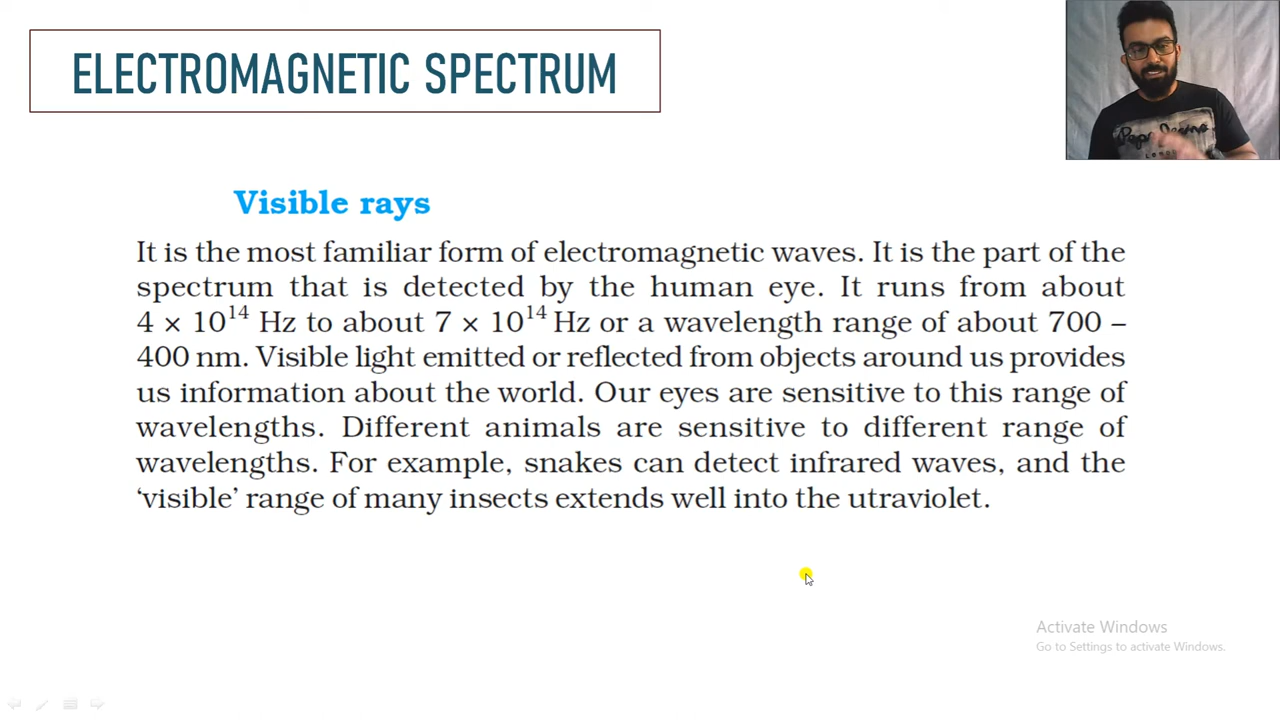 ELECTROMAGNETIC SPECTRUM
Visible rays
It is the most familiar form of electromagnetic waves. It is the part of the
spectrum that is detected by the human eye. It runs from about
4 × 10¹⁴ Hz to about 7 × 10¹⁴ Hz or a wavelength range of about 700 –
400 nm. Visible light emitted or reflected from objects around us provides
us information about the world. Our eyes are sensitive to this range of
wavelengths. Different animals are sensitive to different range of
wavelengths. For example, snakes can detect infrared waves, and the
‘visible’ range of many insects extends well into the utraviolet.
Activate Windows
Go to Settings to activate Windows.